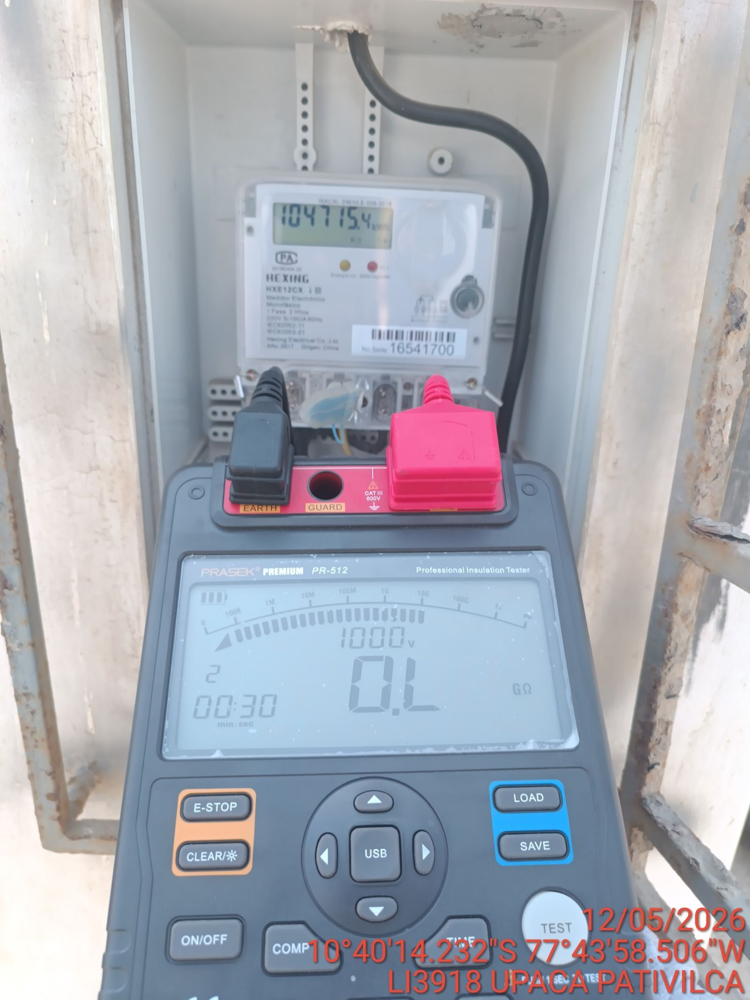 INACAL-DM/HLE-009-2018
104715.4 kWh
PA
HEXING
HXE12CX
Medidor Electrónico
Monofásico
1 Fase 2 Hilos
220V 5(100)A 60Hz
IEC62052-11
IEC62053-21
Hexing Electrical Co.,Ltd
Año: 2017 Origen: China
No Serie 16541700
EARTH
GUARD
CAT III
600V
PRASEK® PREMIUM PR-512
Professional Insulation Tester
0 100K 1M 10M 100M 1G 10G 100G 1T ∞
1000 V
2
0.L GΩ
00:30
min:sec
E-STOP
LOAD
CLEAR/
USB
SAVE
ON/OFF
COMP
TIME
TEST
12/05/2026
10°40'14.232"S 77°43'58.506"W
LI3918 UPACA PATIVILCA